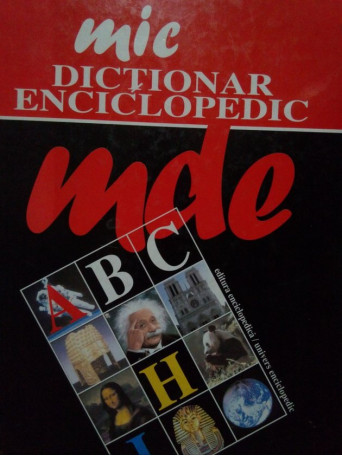 mic
DICȚIONAR
ENCICLOPEDIC
mde
A B C
editura enciclopedică / univers enciclopedic
H
I